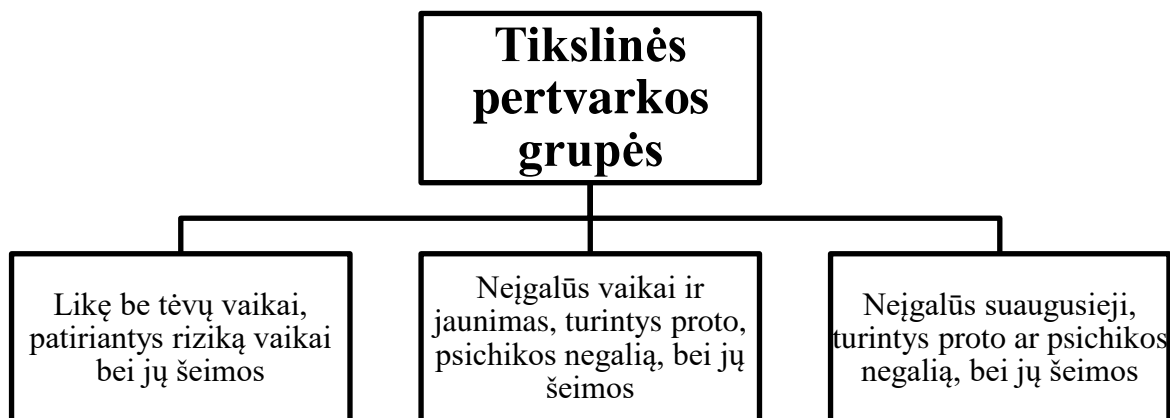 Tikslinės
pertvarkos
grupės
Likę be tėvų vaikai,
patiriantys riziką vaikai
bei jų šeimos
Neįgalūs vaikai ir
jaunimas, turintys proto,
psichikos negalią, bei jų
šeimos
Neįgalūs suaugusieji,
turintys proto ar psichikos
negalią, bei jų šeimos